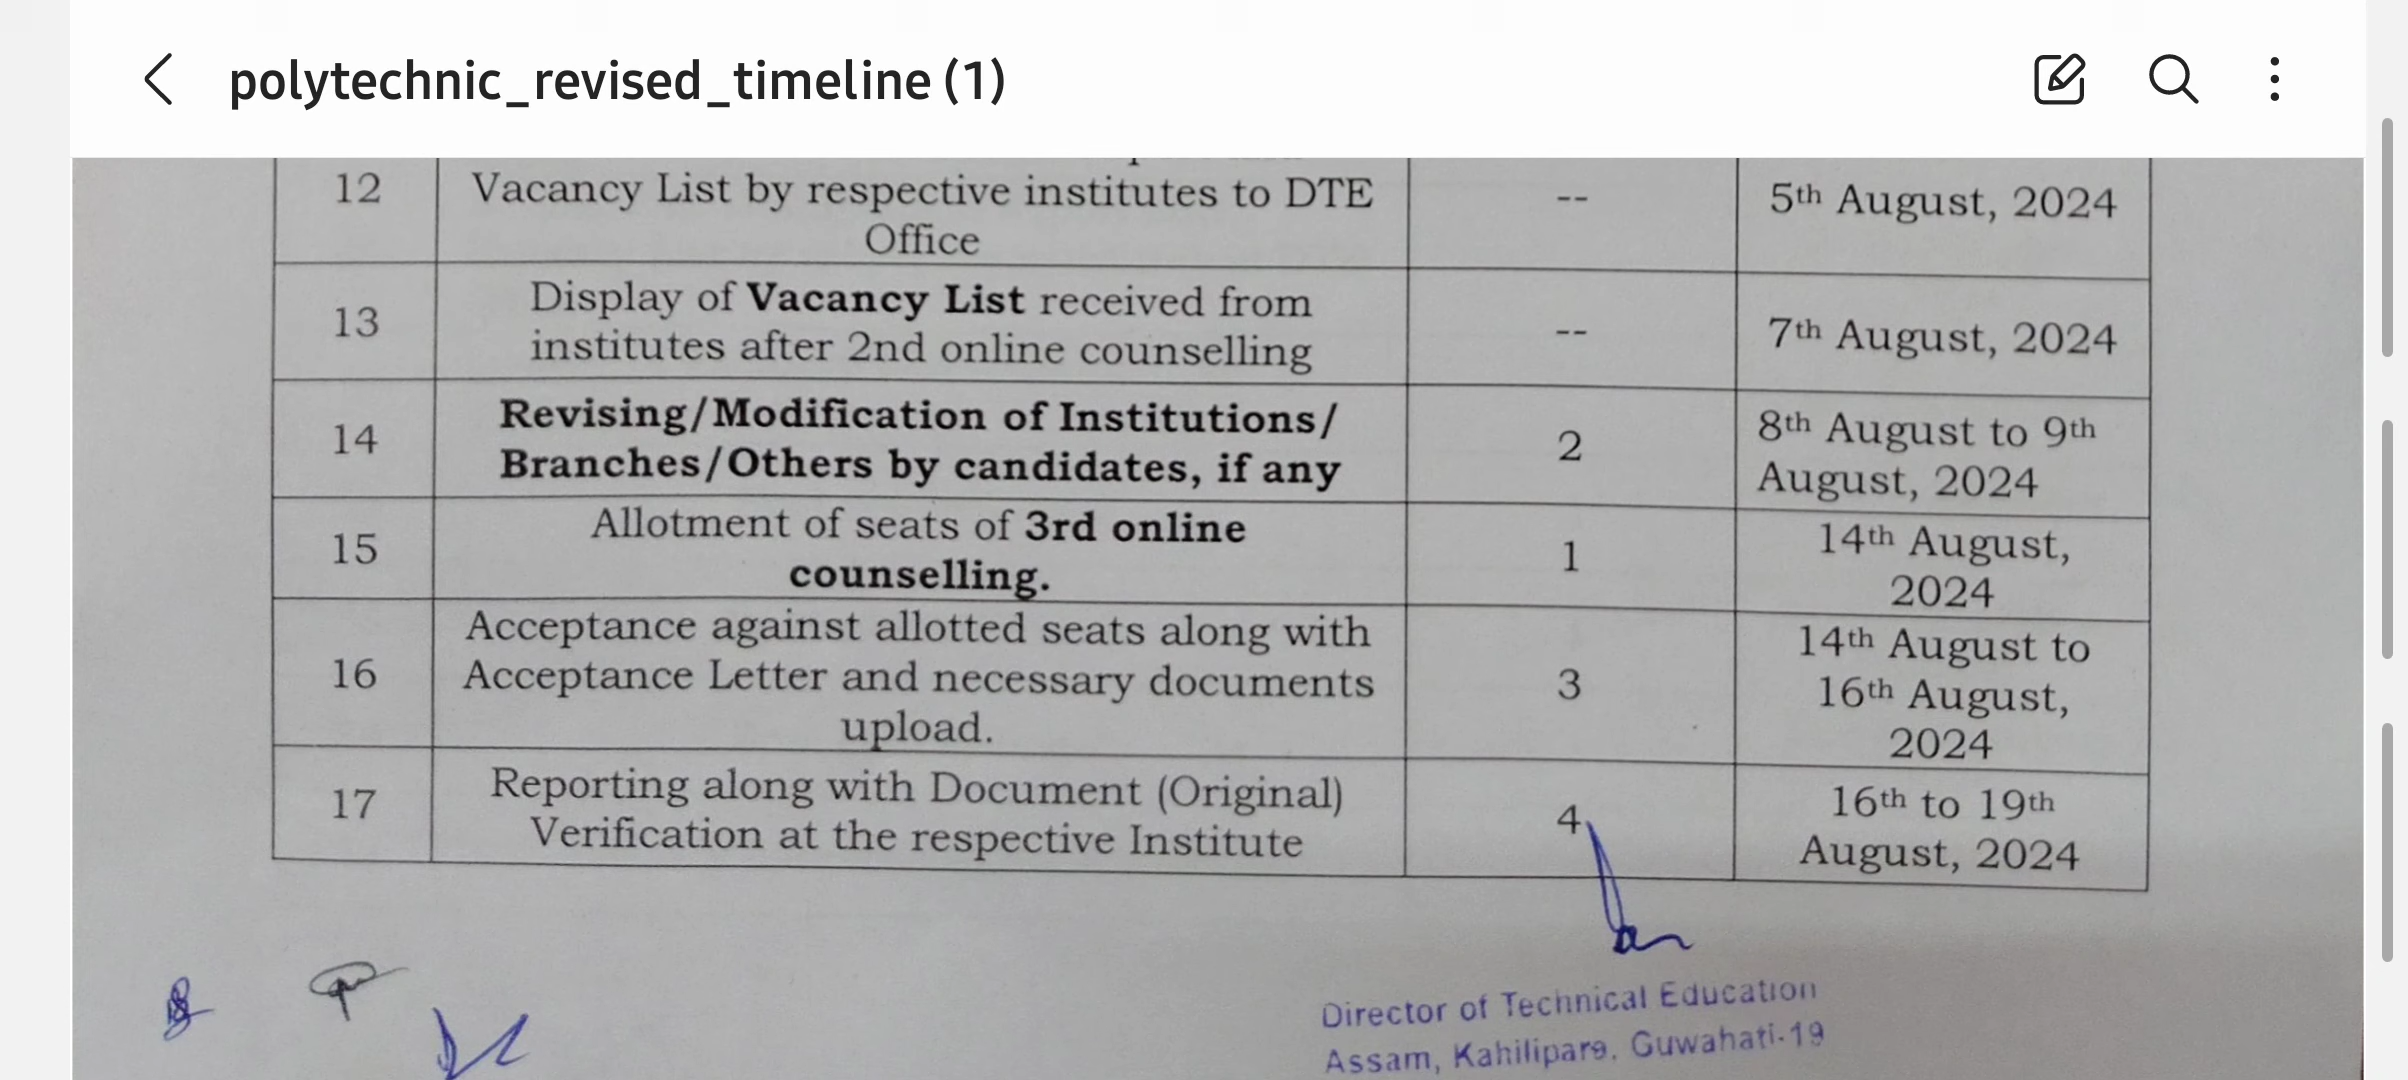 polytechnic_revised_timeline (1)
12
Vacancy List by respective institutes to DTE
Office
--
5th August, 2024
13
Display of Vacancy List received from
institutes after 2nd online counselling
--
7th August, 2024
14
Revising/Modification of Institutions/
Branches/Others by candidates, if any
2
8th August to 9th
August, 2024
15
Allotment of seats of 3rd online
counselling.
1
14th August,
2024
16
Acceptance against allotted seats along with
Acceptance Letter and necessary documents
upload.
3
14th August to
16th August,
2024
17
Reporting along with Document (Original)
Verification at the respective Institute
4
16th to 19th
August, 2024
Director of Technical Education
Assam, Kahilipara, Guwahati-19